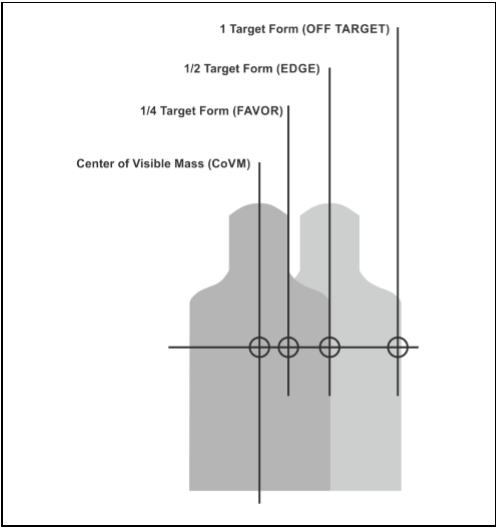 1 Target Form (OFF TARGET)
1/2 Target Form (EDGE)
1/4 Target Form (FAVOR)
Center of Visible Mass (CoVM)